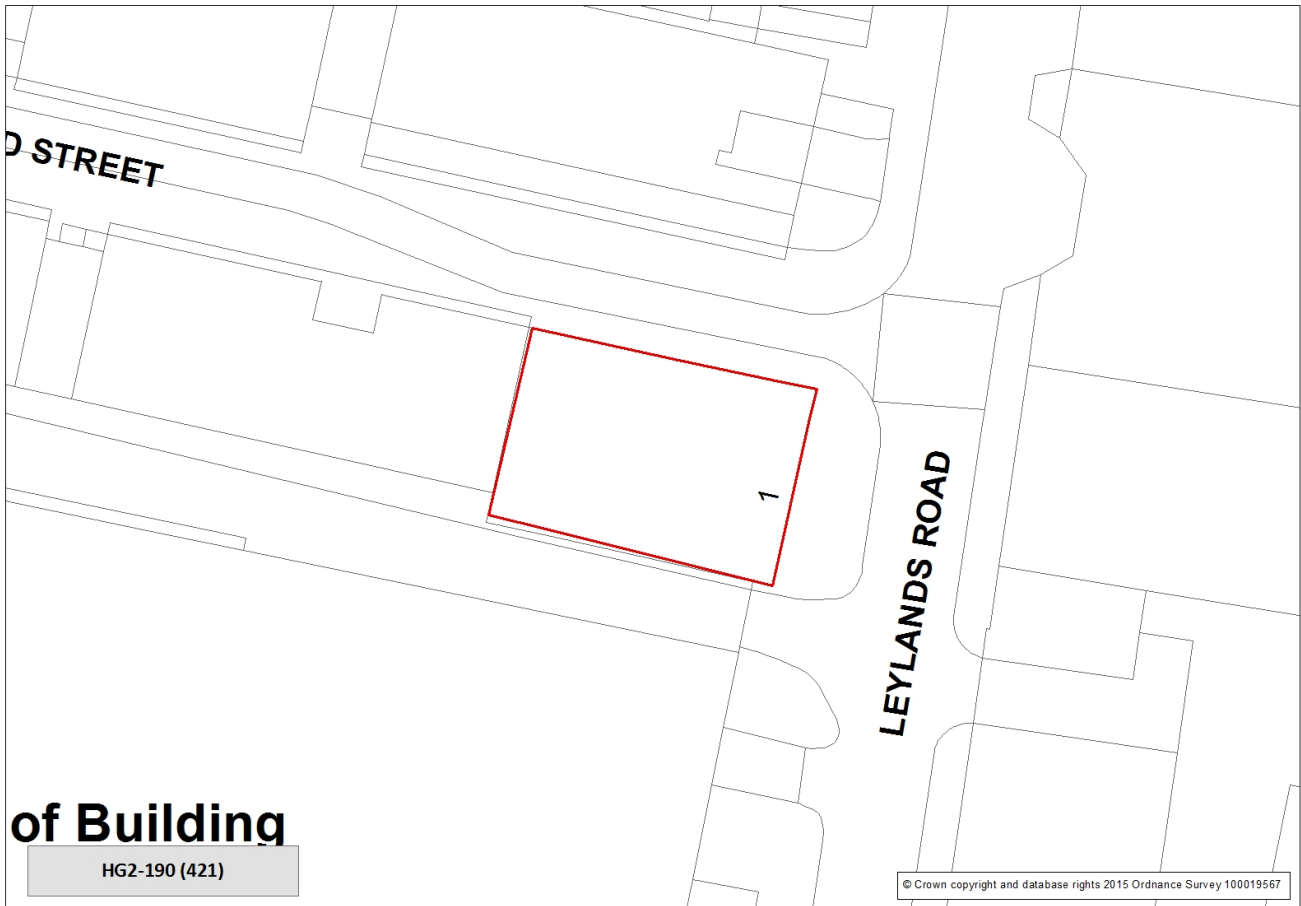 D STREET
1
LEYLANDS ROAD
of Building
HG2-190 (421)
© Crown copyright and database rights 2015 Ordnance Survey 100019567